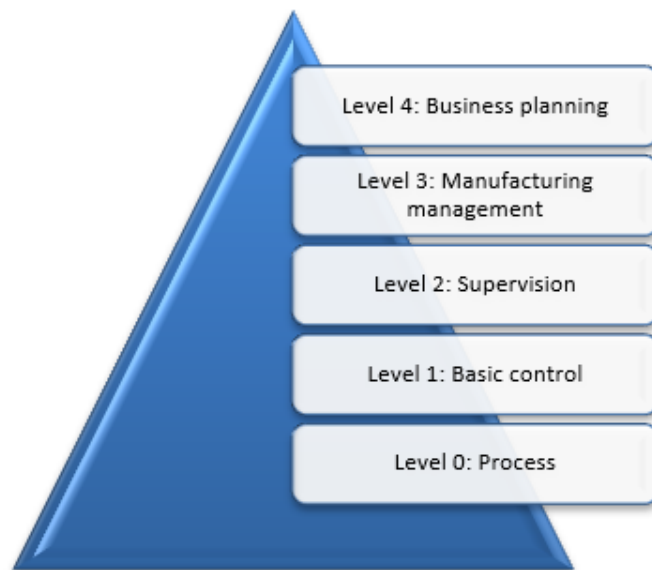 Level 4: Business planning
Level 3: Manufacturing
management
Level 2: Supervision
Level 1: Basic control
Level 0: Process